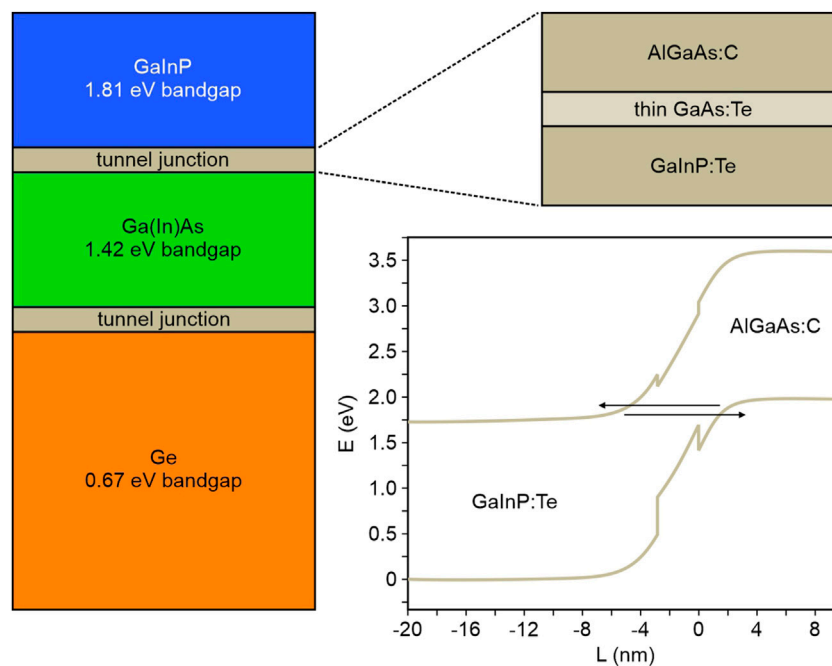 GaInP
1.81 eV bandgap
tunnel junction
Ga(In)As
1.42 eV bandgap
tunnel junction
Ge
0.67 eV bandgap
AlGaAs:C
thin GaAs:Te
GaInP:Te
3.5
3.0
2.5
2.0
1.5
1.0
0.5
0
E (eV)
AlGaAs:C
GaInP:Te
-20 -16 -12 -8 -4 0 4 8
L (nm)